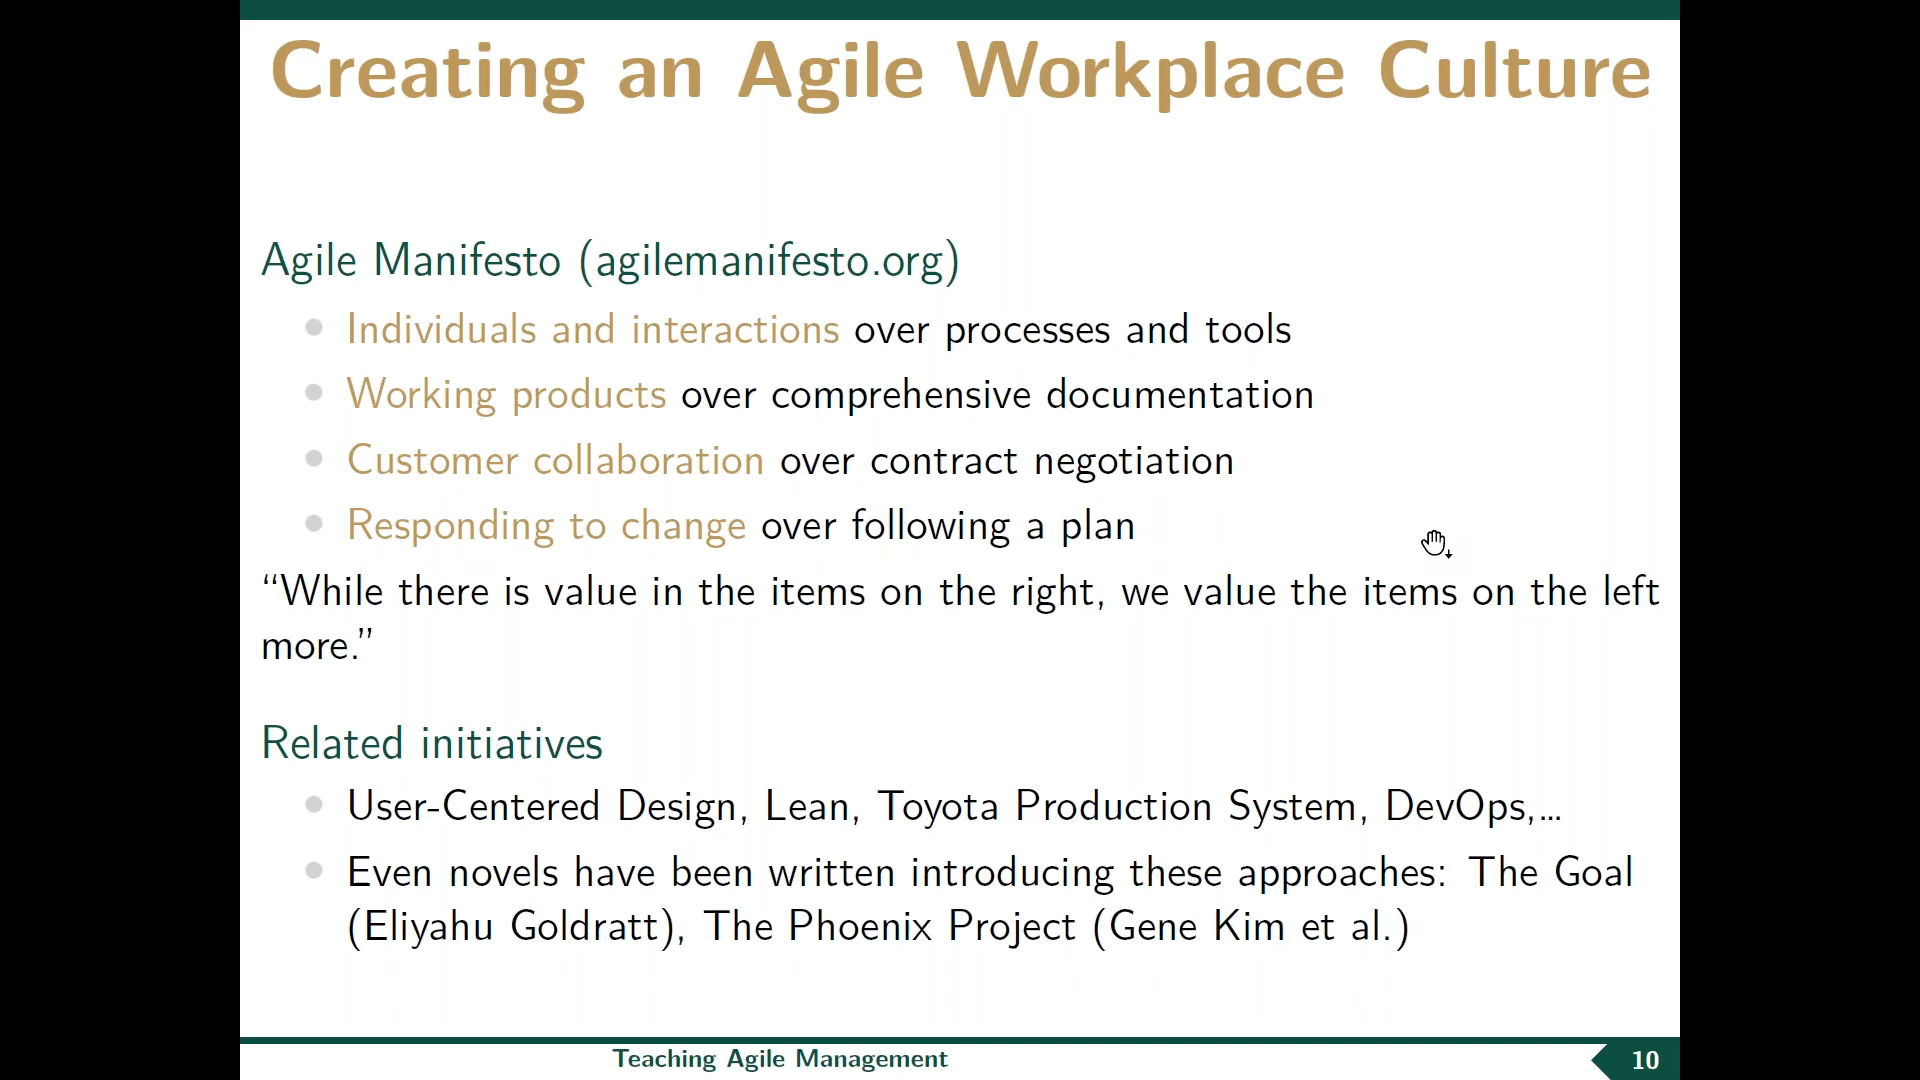 Creating an Agile Workplace Culture
Agile Manifesto (agilemanifesto.org)
Individuals and interactions over processes and tools
Working products over comprehensive documentation
Customer collaboration over contract negotiation
Responding to change over following a plan
“While there is value in the items on the right, we value the items on the left
more.”
Related initiatives
User-Centered Design, Lean, Toyota Production System, DevOps,...
Even novels have been written introducing these approaches: The Goal
(Eliyahu Goldratt), The Phoenix Project (Gene Kim et al.)
Teaching Agile Management
10